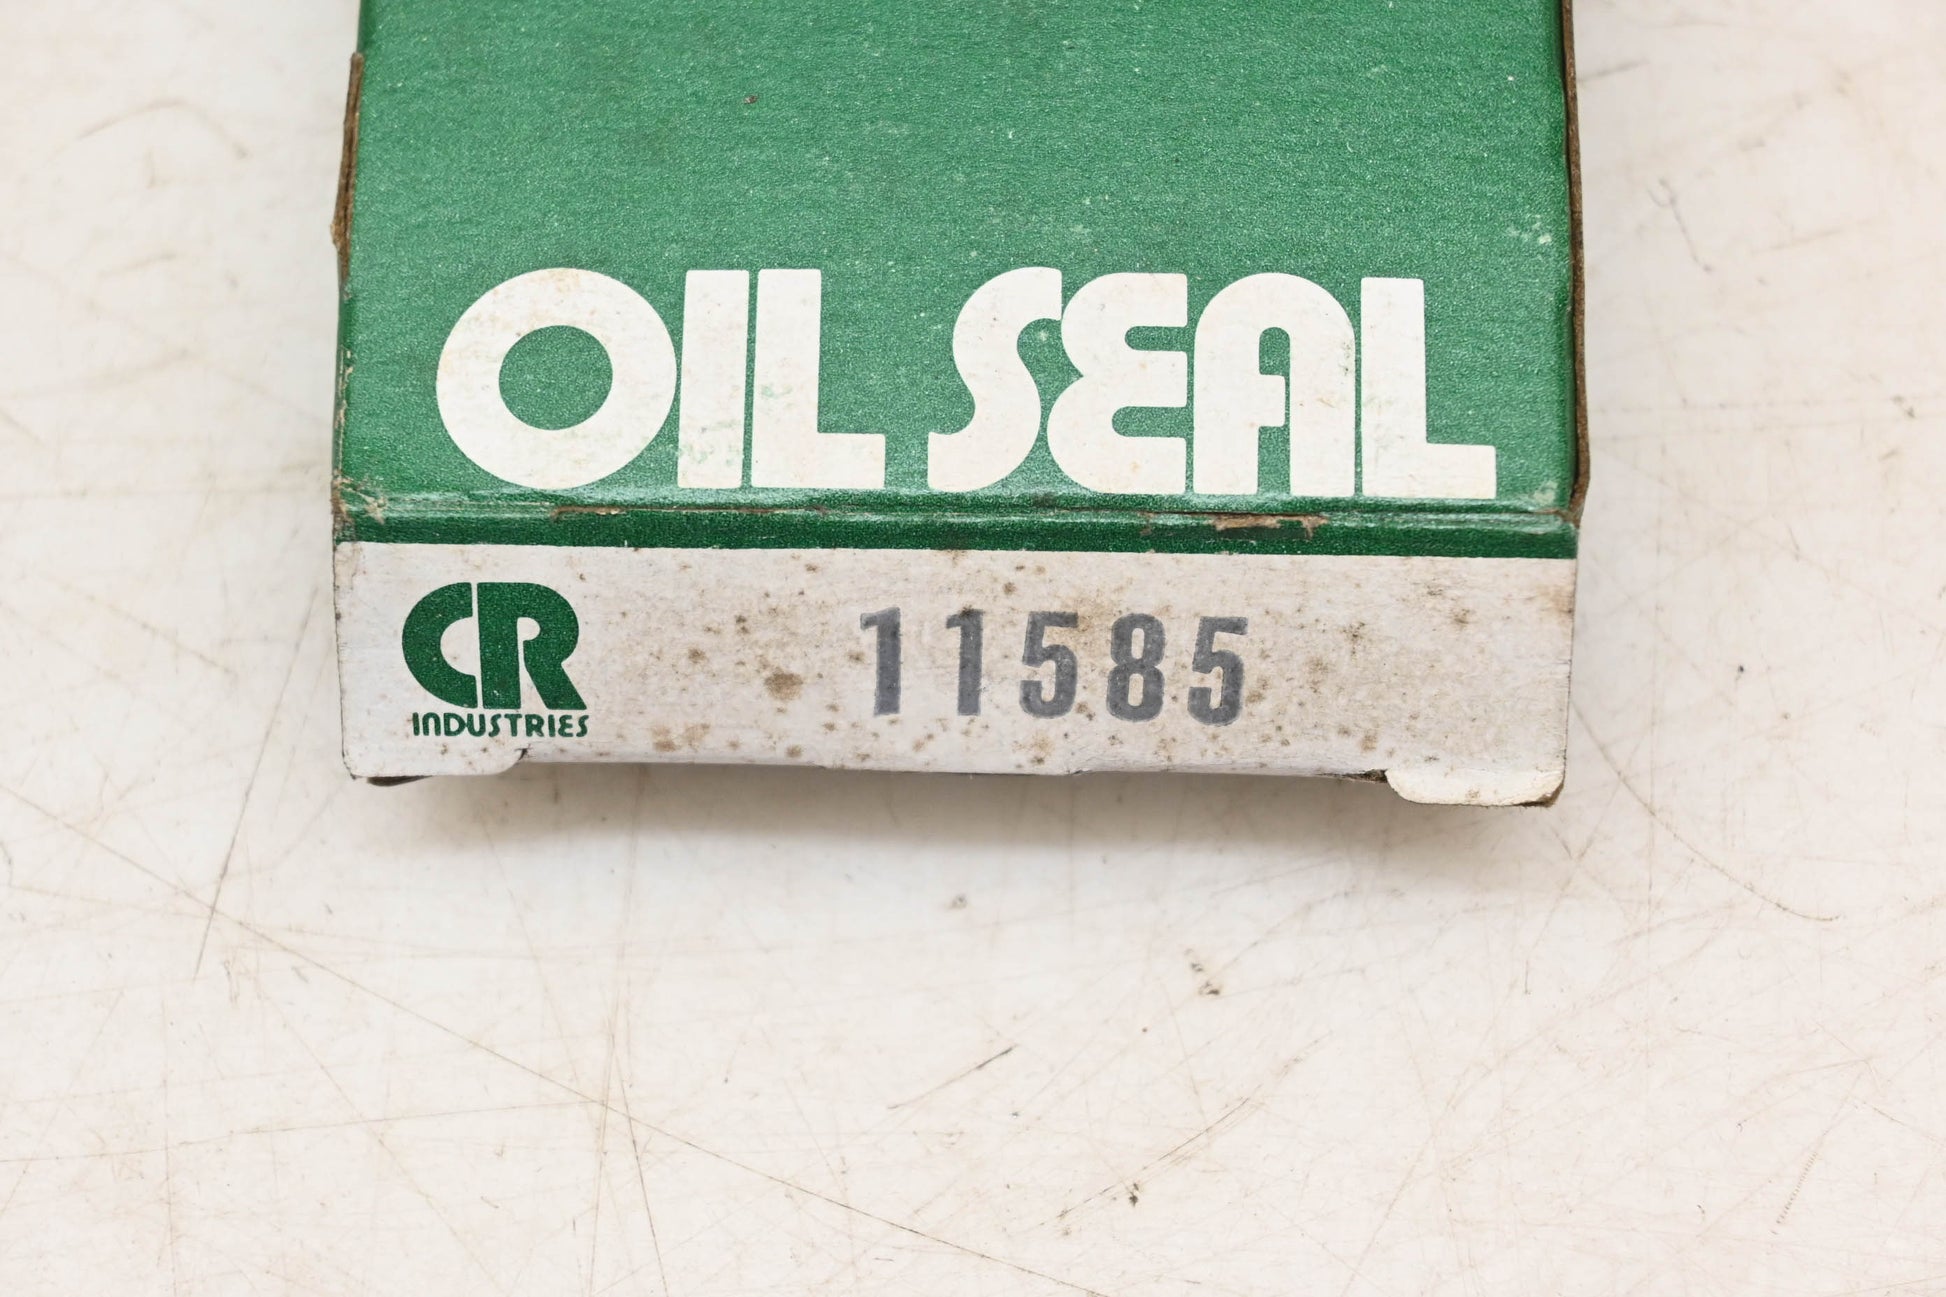 OIL SEAL
CR
INDUSTRIES
11585